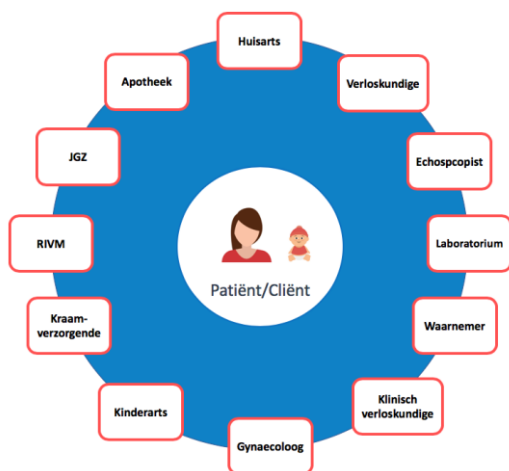 Huisarts
Verloskundige
Echospcopist
Laboratorium
Waarnemer
Klinisch
verloskundige
Gynaecoloog
Kinderarts
Kraam-
verzorgende
RIVM
JGZ
Apotheek
Patiënt/Cliënt